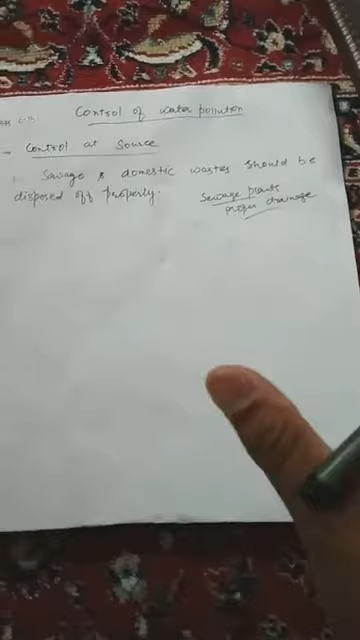 Control of water pollution
- Control at Source
1. Sewage & domestic wastes should be
disposed off properly.
Sewage plants
proper drainage